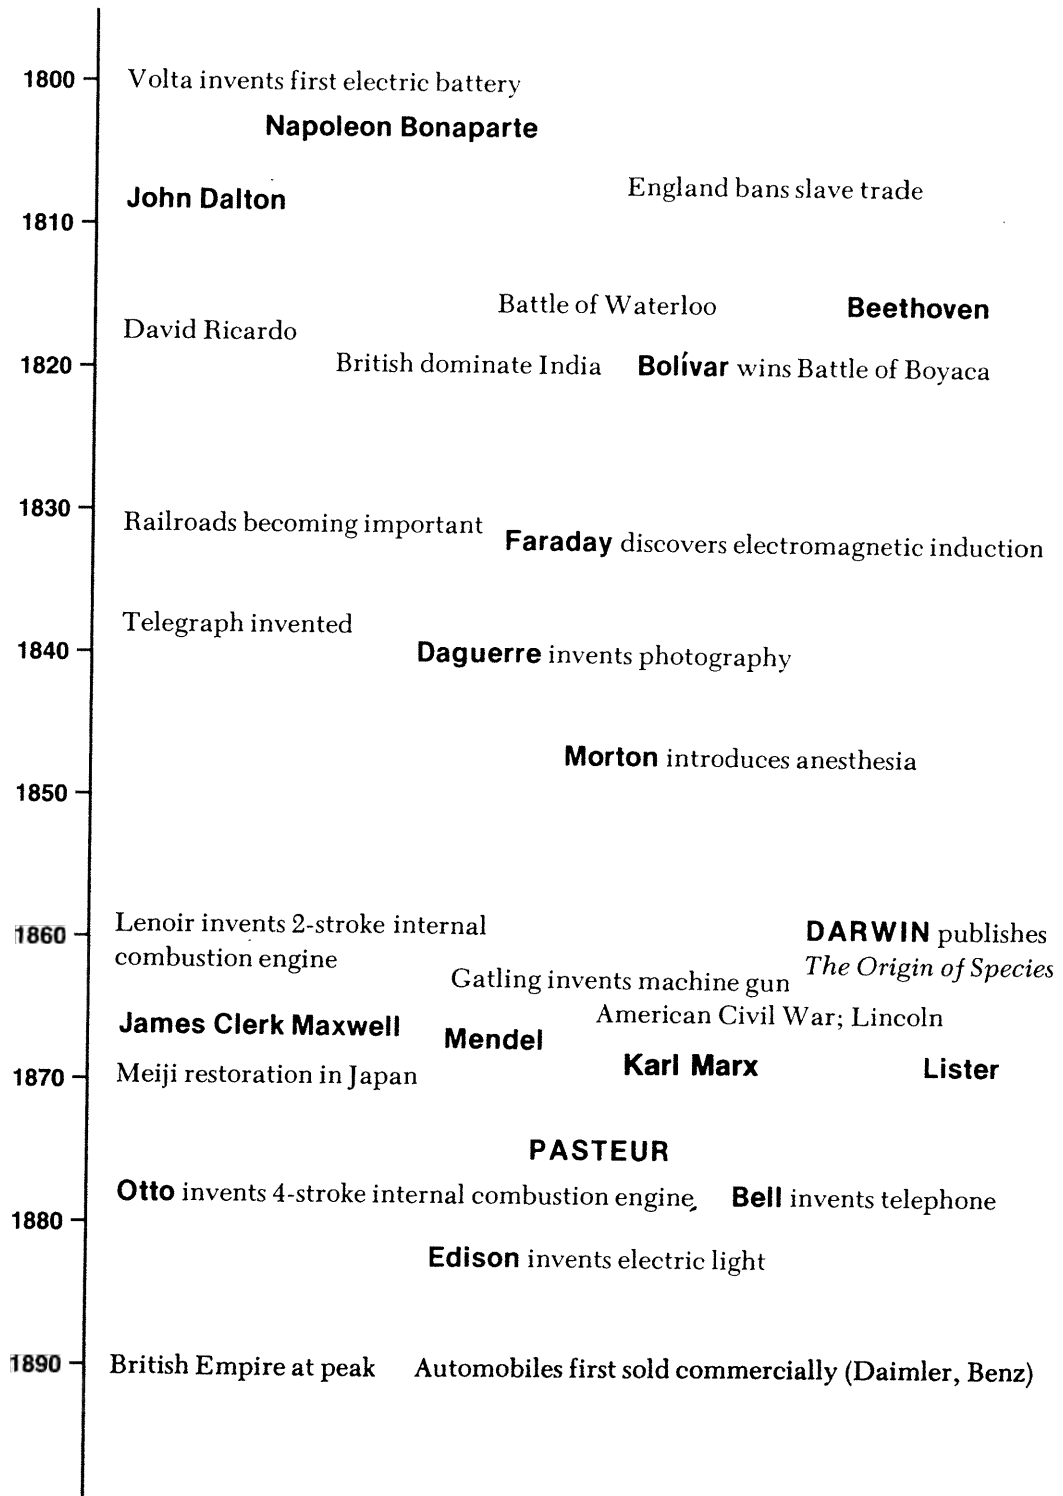 1800 Volta invents first electric battery
Napoleon Bonaparte
England bans slave trade
John Dalton
1810
Battle of Waterloo Beethoven
David Ricardo
1820 British dominate India Bolívar wins Battle of Boyaca
1830
Railroads becoming important
Faraday discovers electromagnetic induction
Telegraph invented
1840 Daguerre invents photography
Morton introduces anesthesia
1850
Lenoir invents 2-stroke internal
combustion engine
1860
DARWIN publishes
The Origin of Species
Gatling invents machine gun
American Civil War; Lincoln
James Clerk Maxwell Mendel
Karl Marx Lister
1870 Meiji restoration in Japan
PASTEUR
Otto invents 4-stroke internal combustion engine, Bell invents telephone
1880
Edison invents electric light
1890 British Empire at peak Automobiles first sold commercially (Daimler, Benz)